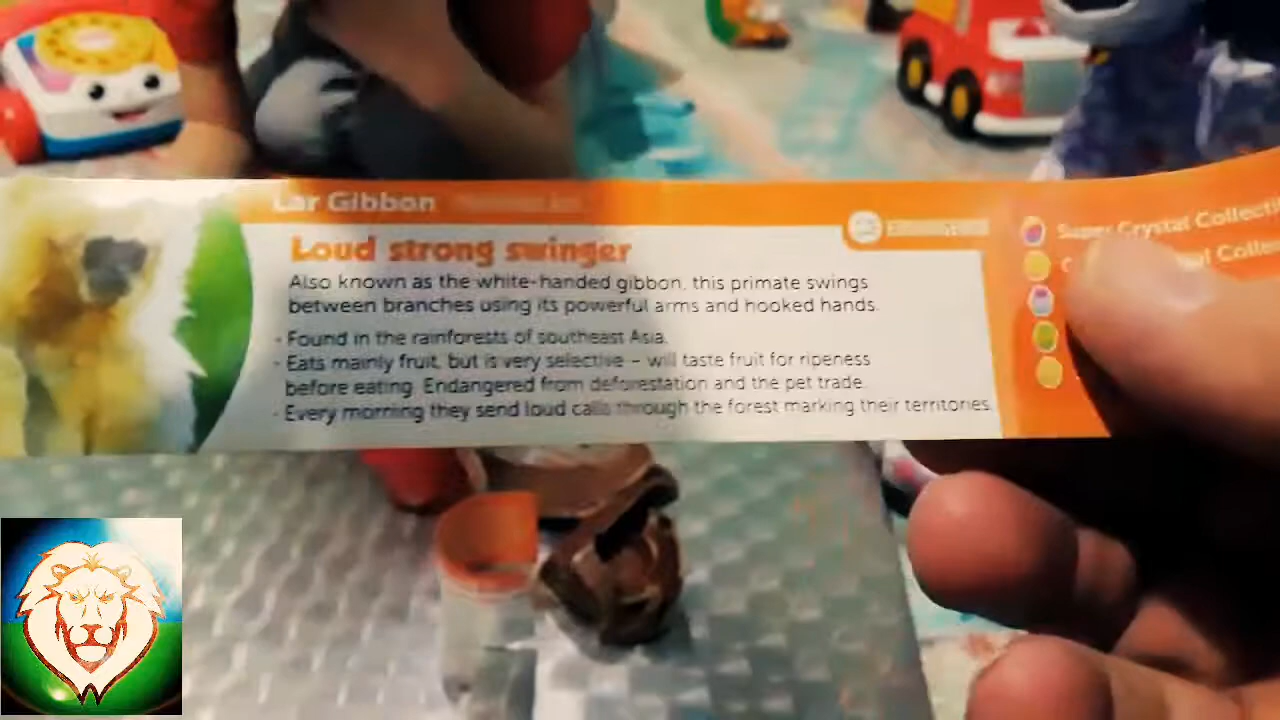 Lar Gibbon
Loud strong swinger
Also known as the white-handed gibbon, this primate swings
between branches using its powerful arms and hooked hands.
- Found in the rainforests of southeast Asia.
- Eats mainly fruit, but is very selective – will taste fruit for ripeness
before eating. Endangered from deforestation and the pet trade.
- Every morning they send loud calls through the forest marking their territories.
Super Crystal Collecti